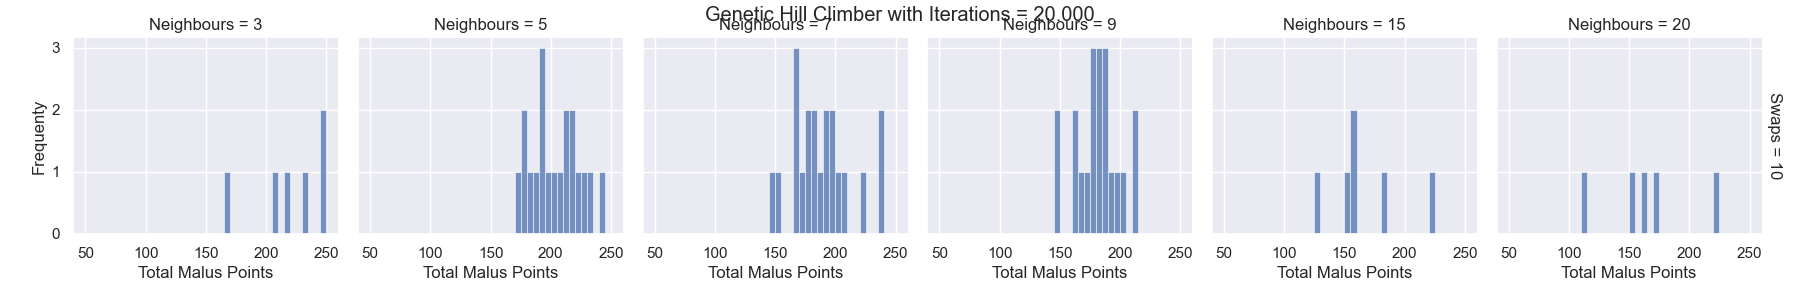 Genetic Hill Climber with Iterations = 20.000
Neighbours = 3
Neighbours = 5
Neighbours = 7
Neighbours = 9
Neighbours = 15
Neighbours = 20
Frequenty
3
2
1
0
50 100 150 200 250
50 100 150 200 250
50 100 150 200 250
50 100 150 200 250
50 100 150 200 250
50 100 150 200 250
Total Malus Points
Total Malus Points
Total Malus Points
Total Malus Points
Total Malus Points
Total Malus Points
Swaps = 10